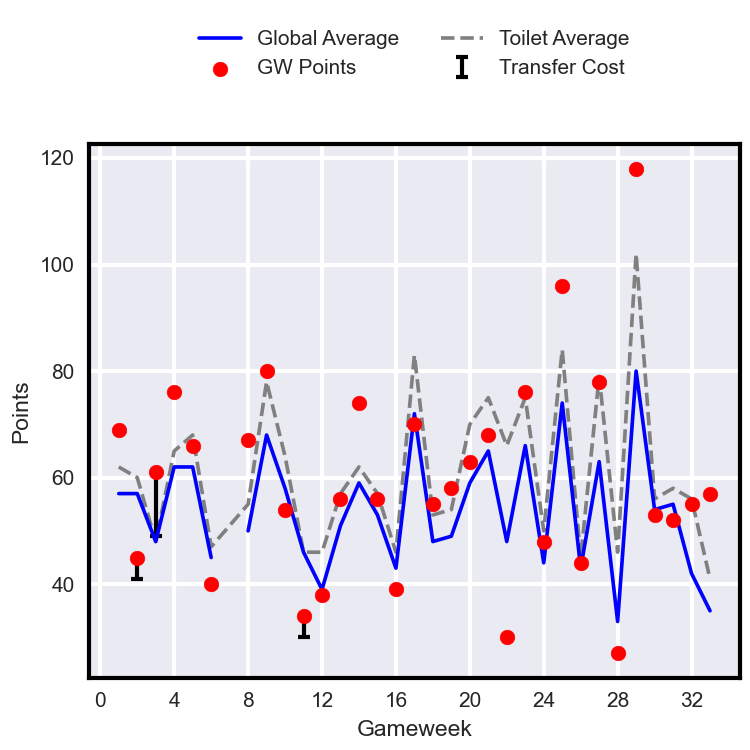 Global Average
Toilet Average
GW Points
Transfer Cost
120
100
80
60
40
Points
0 4 8 12 16 20 24 28 32
Gameweek